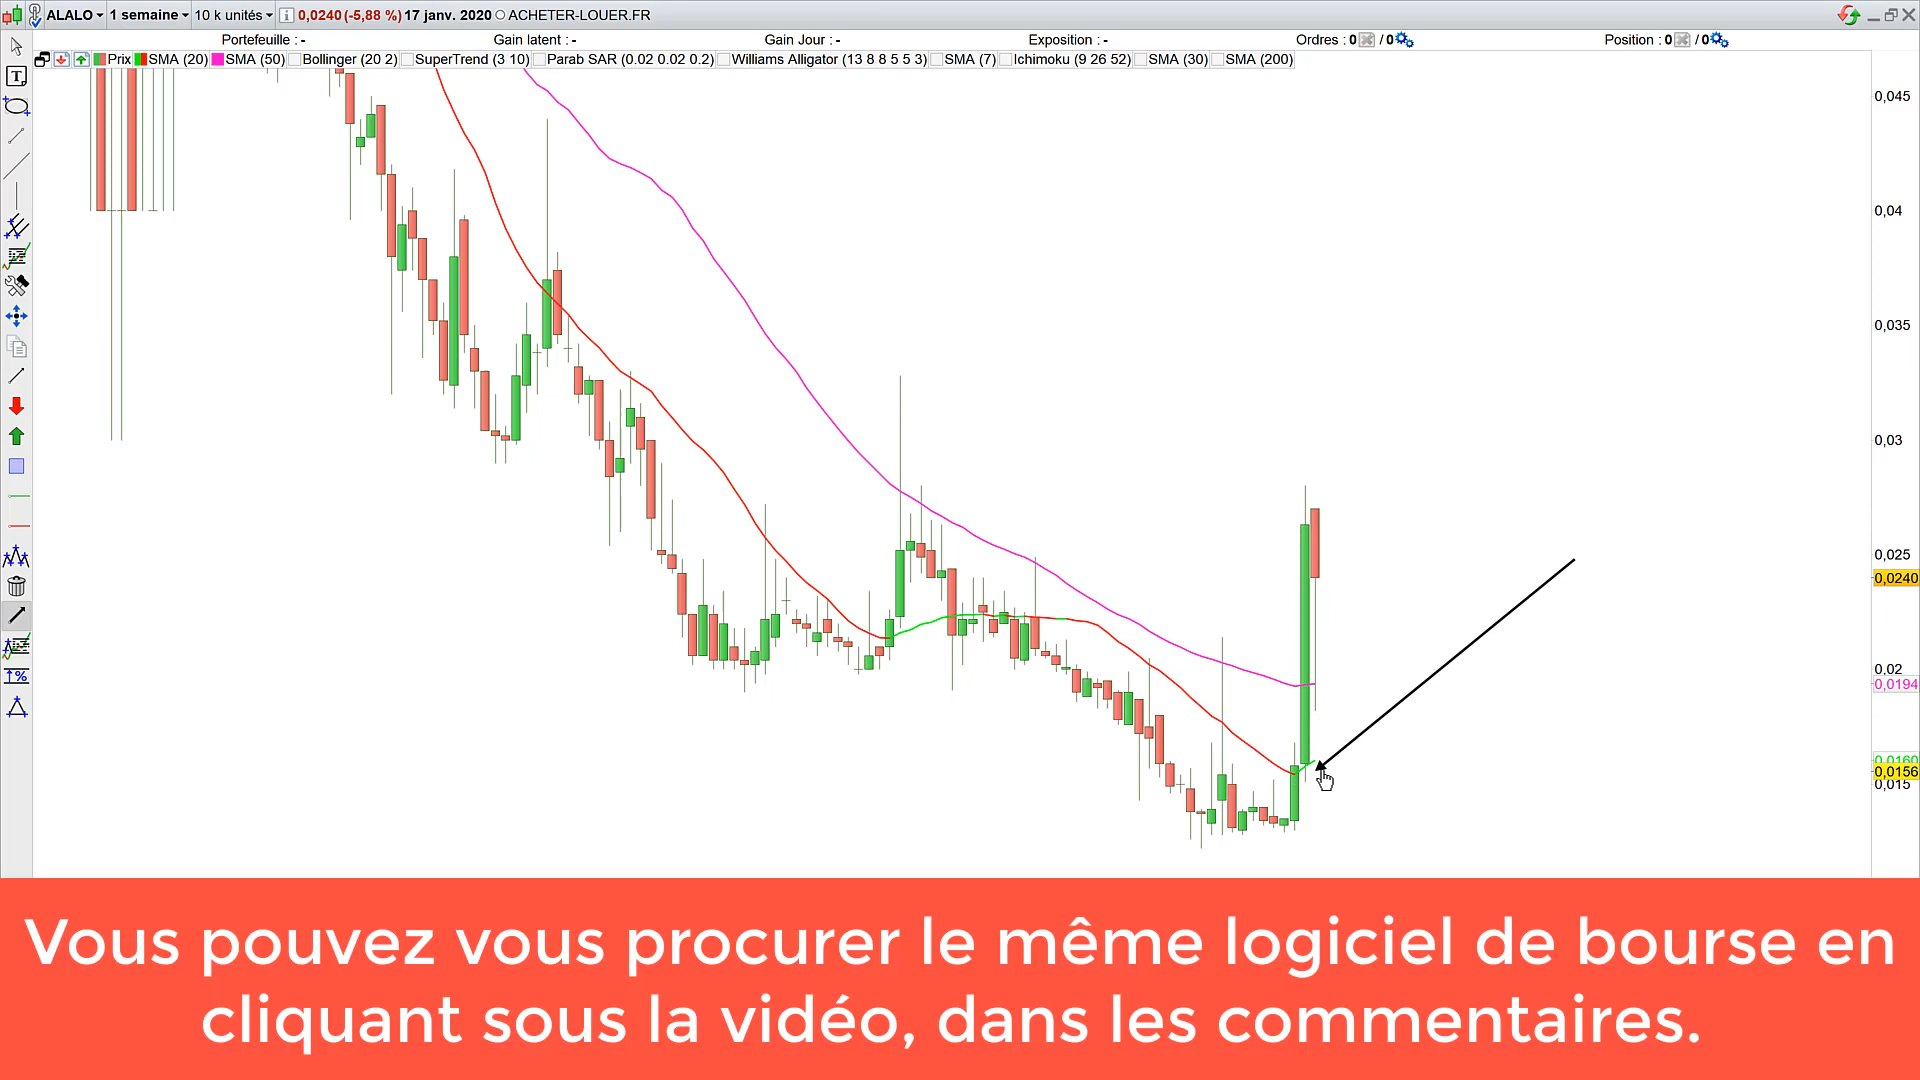 ALALO 1 semaine 10 k unités 0,0240 (-5,88 %) 17 janv. 2020 ACHETER-LOUER.FR
Portefeuille : - Gain latent : - Gain Jour : - Exposition : - Ordres : 0 / 0 Position : 0 / 0
Prix SMA (20) SMA (50) Bollinger (20 2) SuperTrend (3 10) Parab SAR (0.02 0.02 0.2) Williams Alligator (13 8 8 5 5 3) SMA (7) Ichimoku (9 26 52) SMA (30) SMA (200)
0,045
0,04
0,035
0,03
0,025
0,0240
0,02
0,0194
0,0160
0,0156
0,015
Vous pouvez vous procurer le même logiciel de bourse en
cliquant sous la vidéo, dans les commentaires.